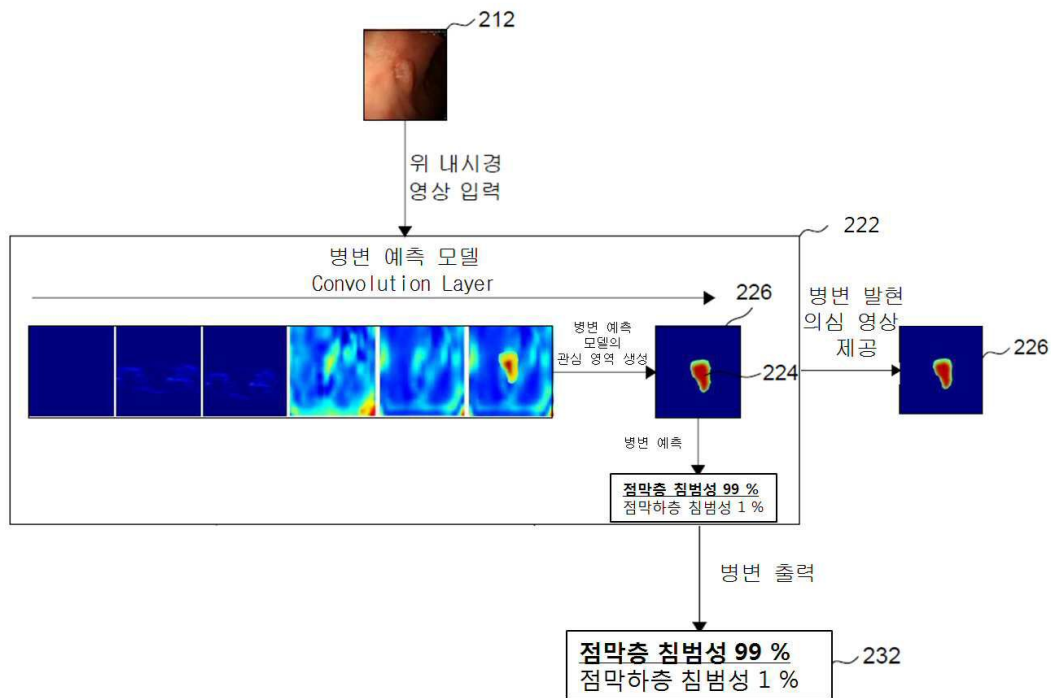 212
위 내시경
영상 입력
222
병변 예측 모델
Convolution Layer
226
병변 발현
의심 영상
제공
병변 예측
모델의
관심 영역 생성
224
226
병변 예측
점막층 침범성 99 %
점막하층 침범성 1 %
병변 출력
점막층 침범성 99 %
점막하층 침범성 1 %
232